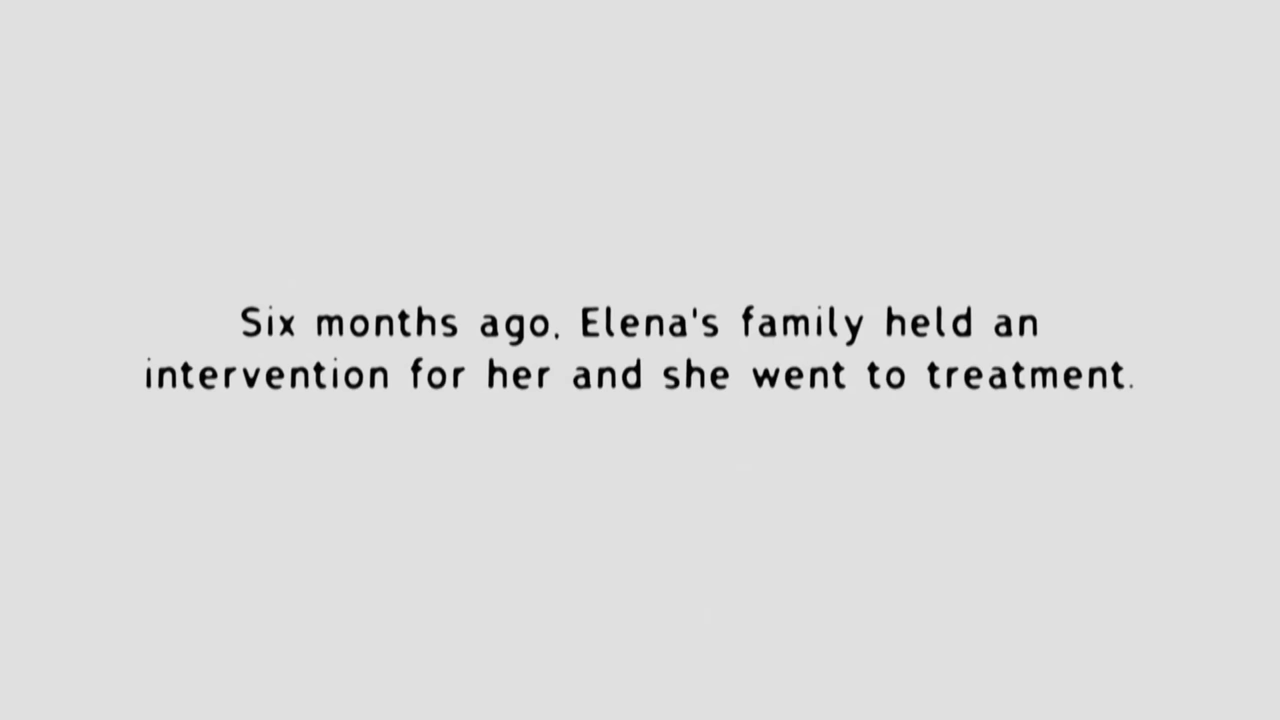 Six months ago, Elena's family held an
intervention for her and she went to treatment.